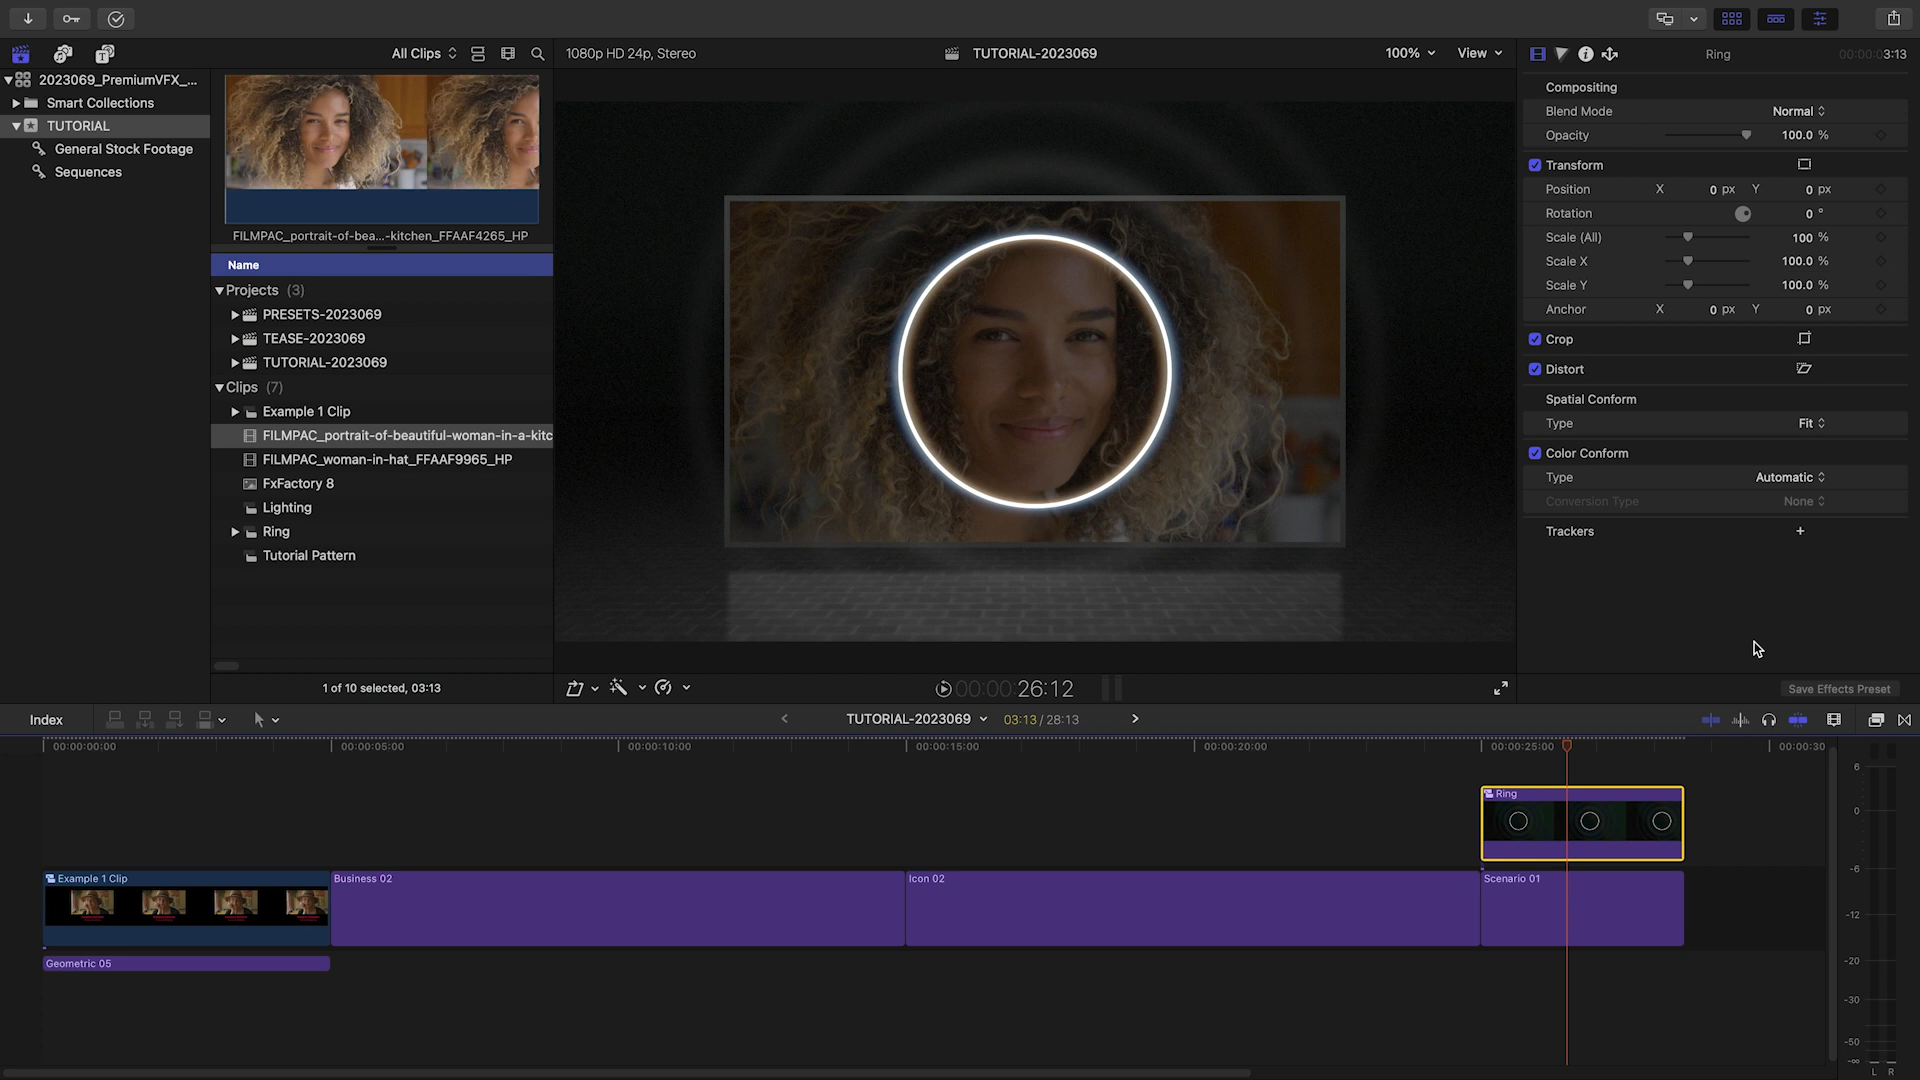 All Clips
1080p HD 24p, Stereo
TUTORIAL-2023069
100%
View
Ring
00:00:03:13
2023069_PremiumVFX_...
Smart Collections
TUTORIAL
General Stock Footage
Sequences
FILMPAC_portrait-of-bea...-kitchen_FFAAF4265_HP
Name
Projects (3)
PRESETS-2023069
TEASE-2023069
TUTORIAL-2023069
Clips (7)
Example 1 Clip
FILMPAC_portrait-of-beautiful-woman-in-a-kitc
FILMPAC_woman-in-hat_FFAAF9965_HP
FxFactory 8
Lighting
Ring
Tutorial Pattern
1 of 10 selected, 03:13
Compositing
Blend Mode Normal
Opacity 100.0 %
Transform
Position X 0 px Y 0 px
Rotation 0 °
Scale (All) 100 %
Scale X 100.0 %
Scale Y 100.0 %
Anchor X 0 px Y 0 px
Crop
Distort
Spatial Conform
Type Fit
Color Conform
Type Automatic
Conversion Type None
Trackers +
Save Effects Preset
00:00:26:12
Index
TUTORIAL-2023069
03:13 / 28:13
00:00:00:00
00:00:05:00
00:00:10:00
00:00:15:00
00:00:20:00
00:00:25:00
00:00:30
Ring
Example 1 Clip
Business 02
Icon 02
Scenario 01
Geometric 05
6
0
-6
-12
-20
-30
-50
-∞
L R